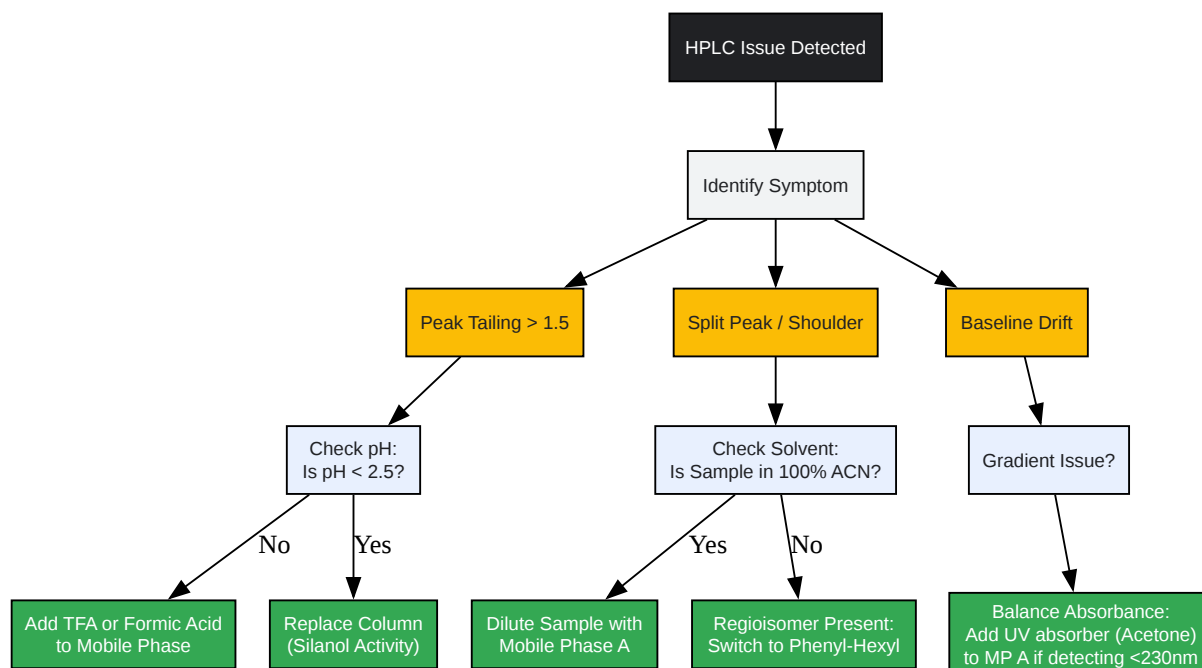 HPLC Issue Detected
Identify Symptom
Peak Tailing > 1.5
Split Peak / Shoulder
Baseline Drift
Check pH:
Is pH < 2.5?
Check Solvent:
Is Sample in 100% ACN?
Gradient Issue?
No
Yes
Yes
No
Add TFA or Formic Acid
to Mobile Phase
Replace Column
(Silanol Activity)
Dilute Sample with
Mobile Phase A
Regioisomer Present:
Switch to Phenyl-Hexyl
Balance Absorbance:
Add UV absorber (Acetone)
to MP A if detecting <230nm